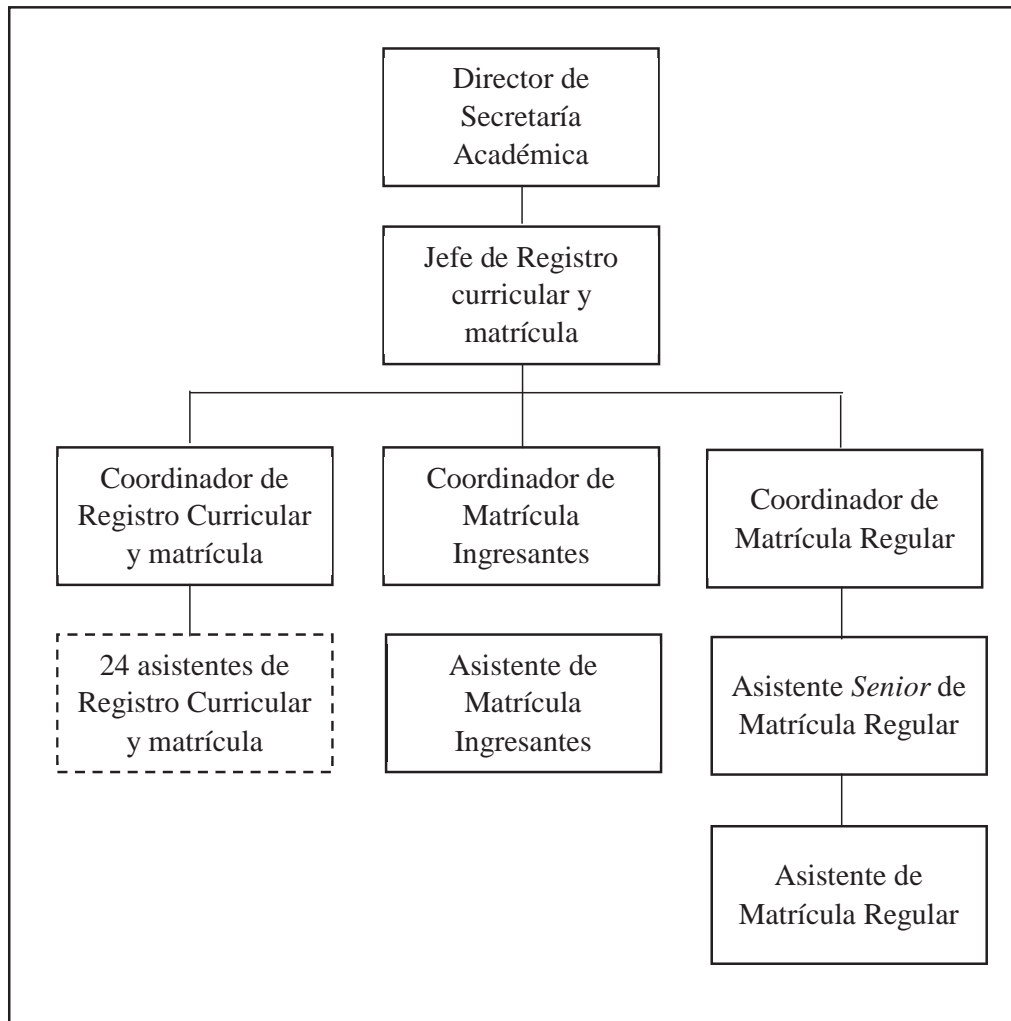 Director de
Secretaría
Académica
Jefe de Registro
curricular y
matrícula
Coordinador de
Registro Curricular
y matrícula
Coordinador de
Matrícula
Ingresantes
Coordinador de
Matrícula Regular
24 asistentes de
Registro Curricular
y matrícula
Asistente de
Matrícula
Ingresantes
Asistente Senior de
Matrícula Regular
Asistente de
Matrícula Regular